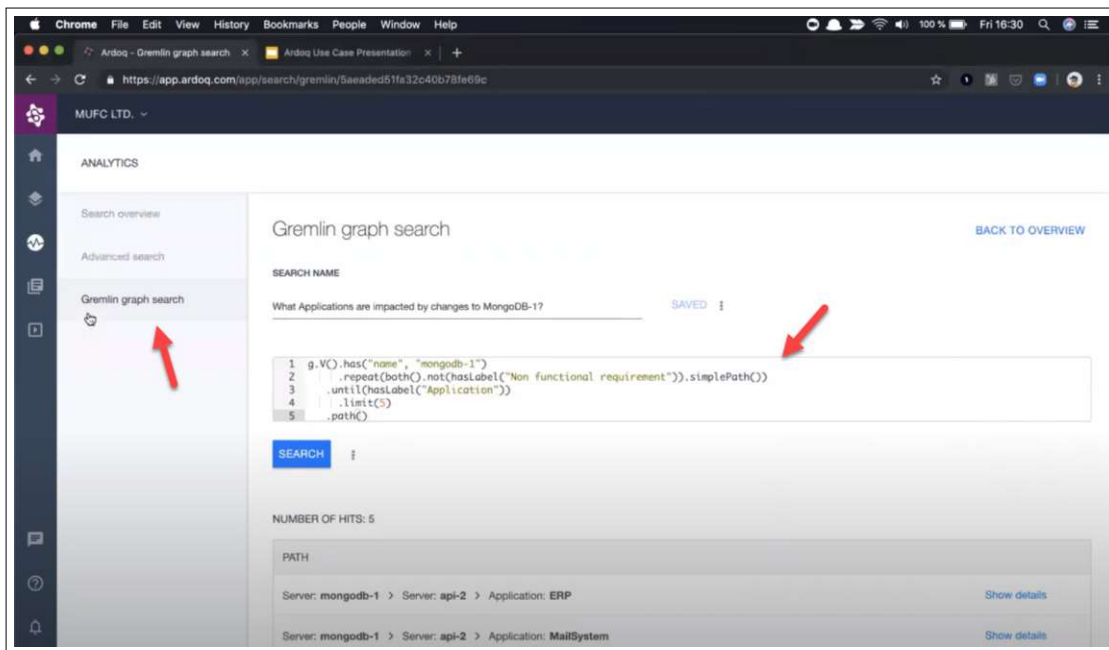 Chrome File Edit View History Bookmarks People Window Help 100 % Fri 16:30
Ardoq - Gremlin graph search Ardoq Use Case Presentation
https://app.ardoq.com/app/search/gremlin/5aeaded51fa32c40b78fe69c
MUFC LTD.
ANALYTICS
Search overview
Advanced search
Gremlin graph search
Gremlin graph search
BACK TO OVERVIEW
SEARCH NAME
What Applications are impacted by changes to MongoDB-1? SAVED
1 g.V().has("name", "mongodb-1")
2 .repeat(both().not(hasLabel("Non functional requirement")).simplePath())
3 .until(hasLabel("Application"))
4 .limit(5)
5 .path()
SEARCH
NUMBER OF HITS: 5
PATH
Server: mongodb-1 > Server: api-2 > Application: ERP Show details
Server: mongodb-1 > Server: api-2 > Application: MailSystem Show details